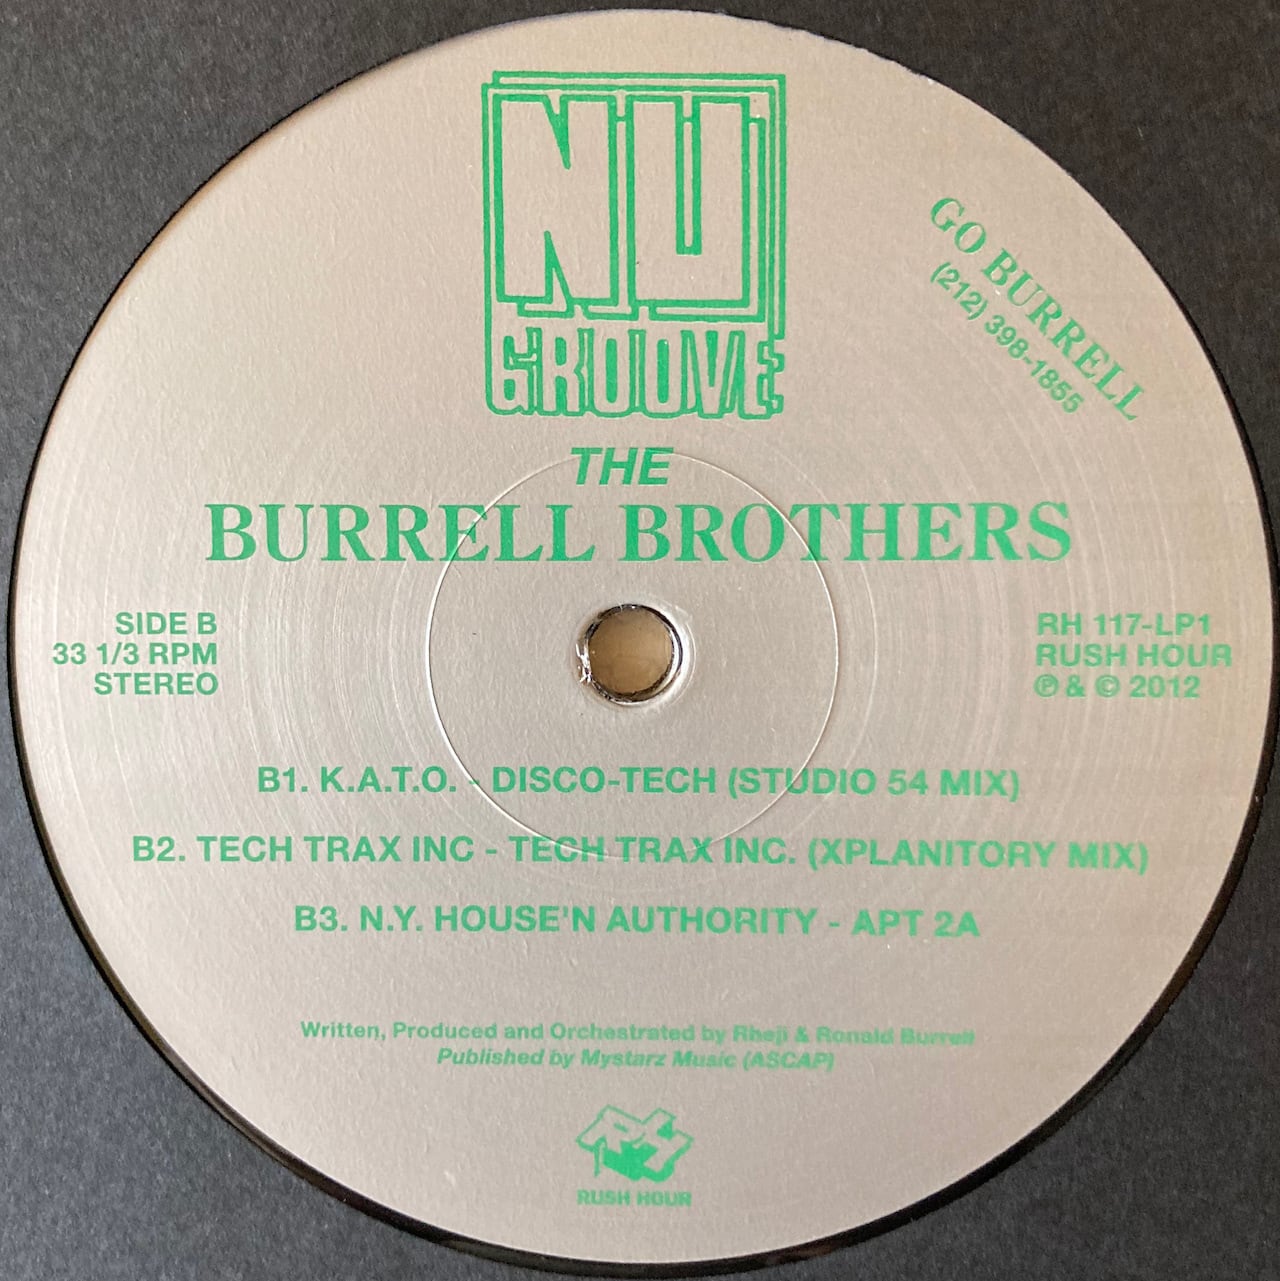 NU
GROOVE
GO BURRELL
(212) 398-1855
THE
BURRELL BROTHERS
SIDE B
33 1/3 RPM
STEREO
RH 117-LP1
RUSH HOUR
℗ & © 2012
B1. K.A.T.O. - DISCO-TECH (STUDIO 54 MIX)
B2. TECH TRAX INC - TECH TRAX INC. (XPLANITORY MIX)
B3. N.Y. HOUSE'N AUTHORITY - APT 2A
Written, Produced and Orchestrated by Rheji & Ronald Burrell
Published by Mystarz Music (ASCAP)
RH
RUSH HOUR